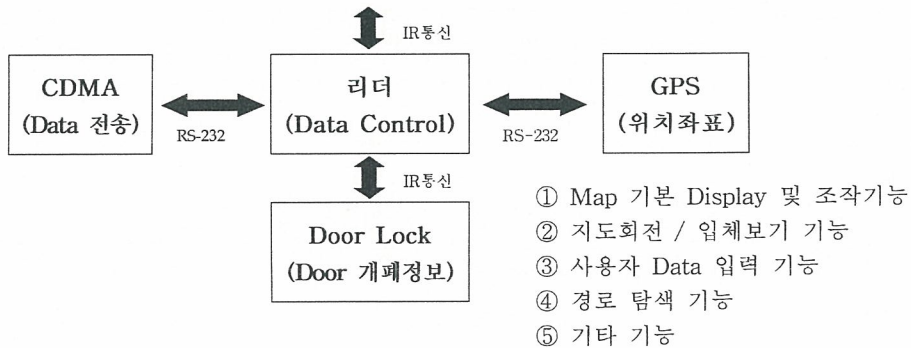 IR통신
CDMA
(Data 전송)
RS-232
리더
(Data Control)
RS-232
GPS
(위치좌표)
IR통신
Door Lock
(Door 개폐정보)
① Map 기본 Display 및 조작기능
② 지도회전 / 입체보기 기능
③ 사용자 Data 입력 기능
④ 경로 탐색 기능
⑤ 기타 기능